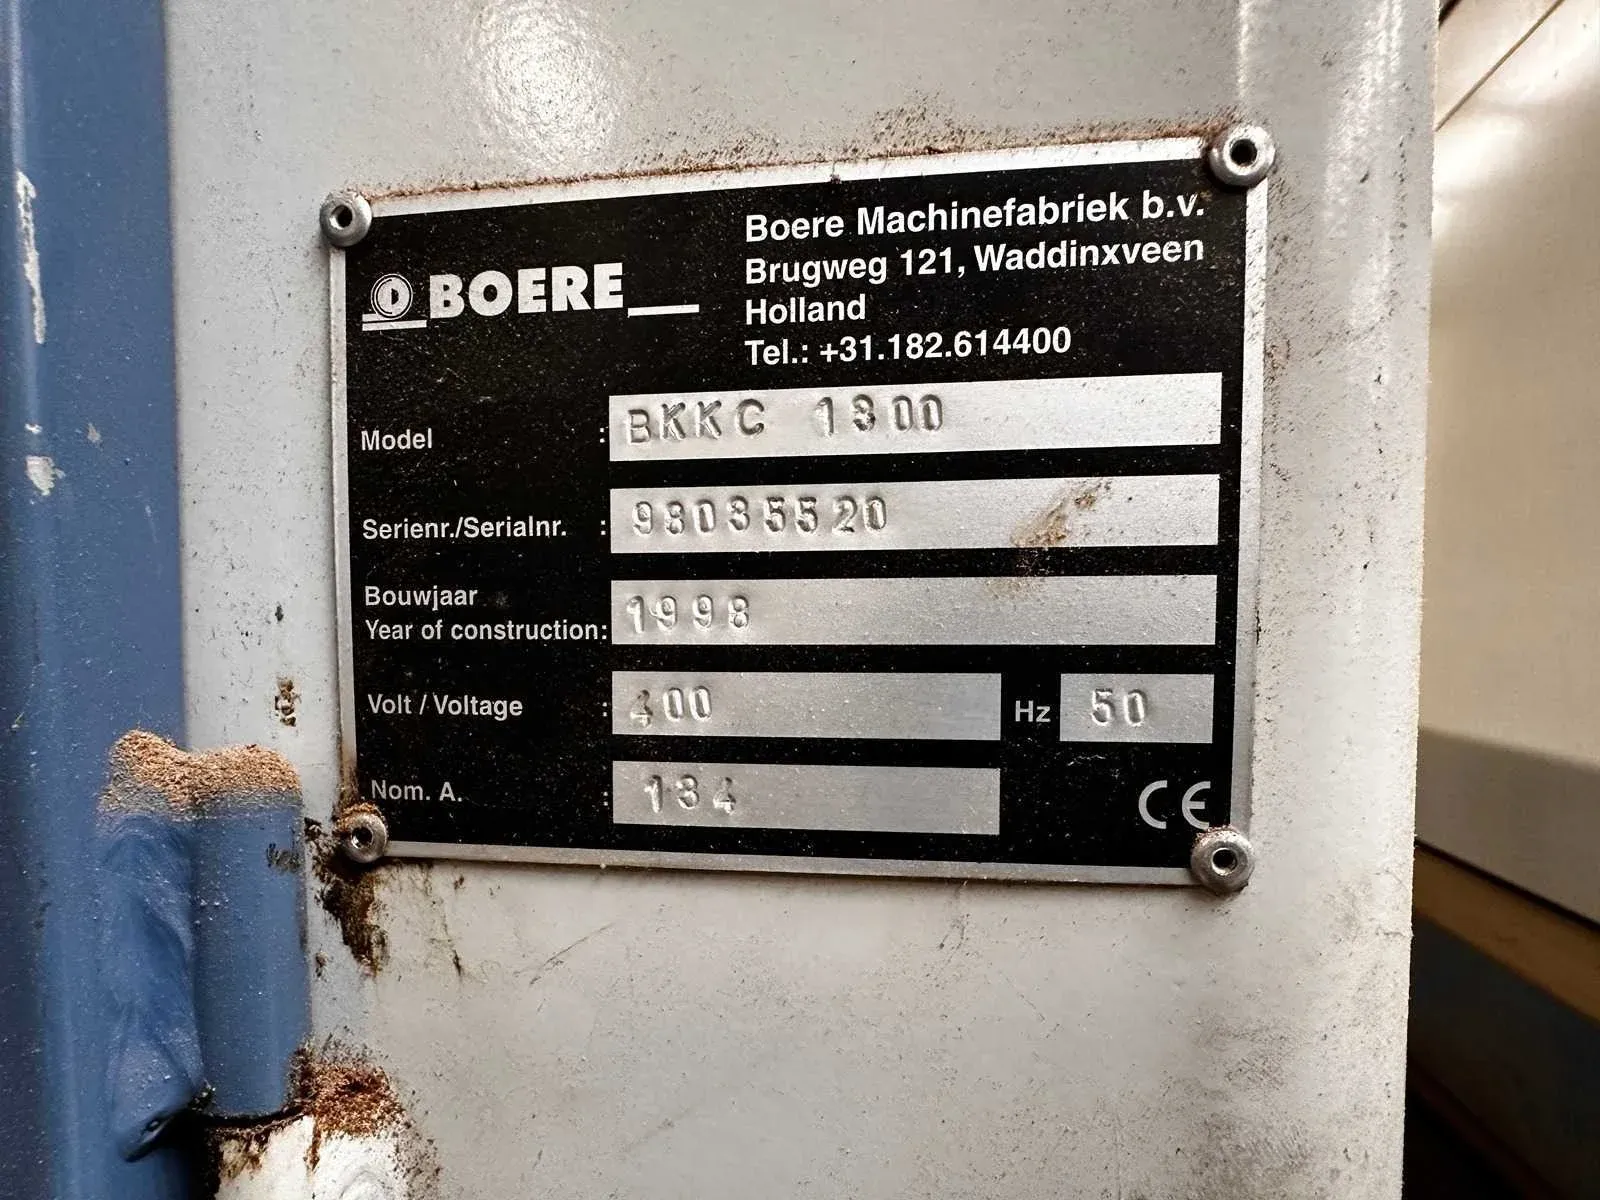 BOERE
Boere Machinefabriek b.v.
Brugweg 121, Waddinxveen
Holland
Tel.: +31.182.614400
Model : BKKC 1300
Serienr./Serialnr. : 98035520
Bouwjaar
Year of construction: 1998
Volt / Voltage : 400 Hz 50
Nom. A. : 134
CE